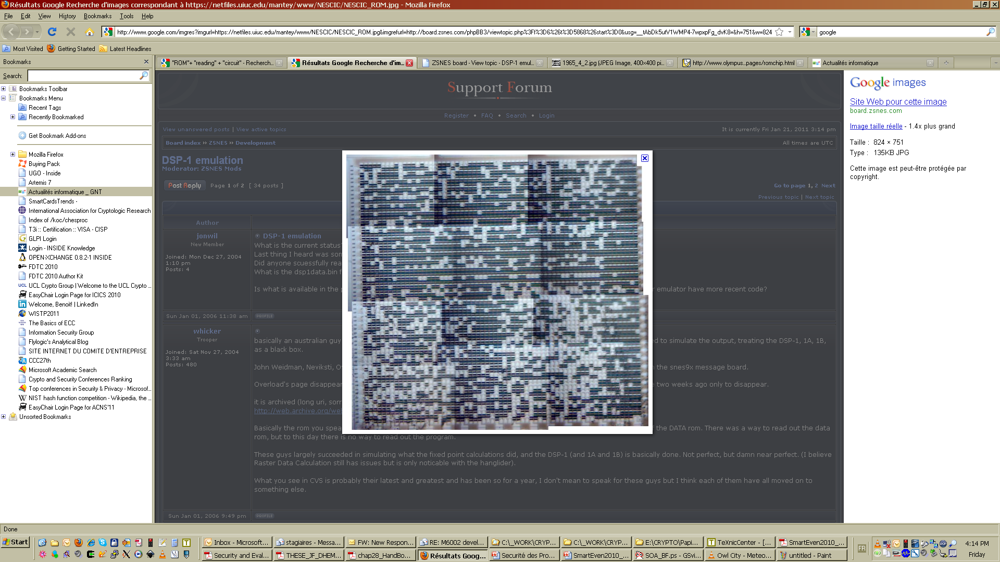 Résultats Google Recherche d'images correspondant à https://netfiles.uiuc.edu/mantey/www/NESCIC/NESCIC_ROM.jpg - Mozilla Firefox
File Edit View History Bookmarks Tools Help
http://www.google.com/imgres?imgurl=https://netfiles.uiuc.edu/mantey/www/NESCIC/NESCIC_ROM.jpg&imgrefurl=http://board.zsnes.com/phpBB3/viewtopic.php%3Ff%3D6%26t%3D5868%26start%3D0&usg=__tAbDk5utV1WMP4-7wpxpFg_dvK8=&h=751&w=824
google
Most Visited Getting Started Latest Headlines
Bookmarks
"ROM"+ "reading" + "circuit" - Recherch...
Résultats Google Recherche d'im...
ZSNES board - View topic - DSP-1 emul...
1965_4_2.jpg (JPEG Image, 400×400 pi...
http://www.olympus...pages/romchip.html
Actualités informatique
Search:
Bookmarks Toolbar
Bookmarks Menu
Recent Tags
Recently Bookmarked
Get Bookmark Add-ons
Mozilla Firefox
Buying Pack
UGO - Inside
Artemis 7
Actualités informatique _ GNT
SmartCardsTrends -
International Association for Cryptologic Research
Index of /koc/chesproc
T3i :: Certification :: VISA - CISP
GLPI Login
Login - INSIDE Knowledge
OPEN-XCHANGE 0.8.2-1 INSIDE
FDTC 2010
FDTC 2010 Author Kit
UCL Crypto Group | Welcome to the UCL Crypto ...
EasyChair Login Page for ICICS 2010
Welcome, Benoit! | LinkedIn
WISTP2011
The Basics of ECC
Information Security Group
Flylogic's Analytical Blog
SITE INTERNET DU COMITE D'ENTREPRISE
CCC27th
Microsoft Academic Search
Crypto and Security Conferences Ranking
Top conferences in Security & Privacy - Microsof...
NIST hash function competition - Wikipedia, the ...
EasyChair Login Page for ACNS'11
Unsorted Bookmarks
Support Forum
Register • FAQ • Search • Login
View unanswered posts | View active topics
It is currently Fri Jan 21, 2011 3:14 pm
Board index » ZSNES » Development
All times are UTC
DSP-1 emulation
Moderator: ZSNES Mods
Post Reply
Page 1 of 2 [ 34 posts ]
Go to page 1, 2 Next
Previous topic | Next topic
Author
jonwil
New Member
Joined: Mon Dec 27, 2004
1:10 pm
Posts: 4
DSP-1 emulation
What is the current status?
Last thing I heard was som
Did anyone scuessfully rea
What is the dsp1data.bin f
Is what is available in the
emulator have more recent code?
Sun Jan 01, 2006 11:38 am
PROFILE
whicker
Trooper
Joined: Sat Nov 27, 2004
3:33 am
Posts: 480
basically an australian guy
ed to simulate the output, treating the DSP-1, 1A, 1B,
as a black box.
John Weidman, Neviksti, O
the snes9x message board.
Overload's page disappear
two weeks ago only to disappear.
it is archived (long uri, sorr
http://web.archive.org/we
Basically the rom you spea
f the DATA rom. There was a way to read out the data
rom, but to this day there is no way to read out the program.
These guys largely succeeded in simulating what the fixed point calculations did, and the DSP-1 (and 1A and 1B) is basically done. Not perfect, but damn near perfect. (I believe
Raster Data Calculation still has issues but is only noticable with the hanglider).
What you see in CVS is probably their latest and greatest and has been so for a year, I don't mean to speak for these guys but I think each of them have all moved on to
something else.
Sun Jan 01, 2006 9:49 pm
PROFILE
Google images
Site Web pour cette image
board.zsnes.com
Image taille réelle - 1.4x plus grand
Taille : 824 × 751
Type : 135KB JPG
Cette image est peut-être protégée par
copyright.
Done
Start
Inbox - Microsoft...
stagiaires - Messa...
FW: New Respon...
RE: M6002 devel...
C:\_WORK\CRYP...
C:\_WORK\CRYP...
E:\CRYPTO\Papi...
TeXnicCenter - [...
SmartEven2010_...
FR
4:14 PM
Security and Eval...
THESE_JF_DHEM...
chap28_HandBo...
Résultats Goog...
Securité des Pro...
SmartEven2010_...
SOA_BF.ps - GSvi...
Owl City - Meteo...
untitled - Paint
Friday